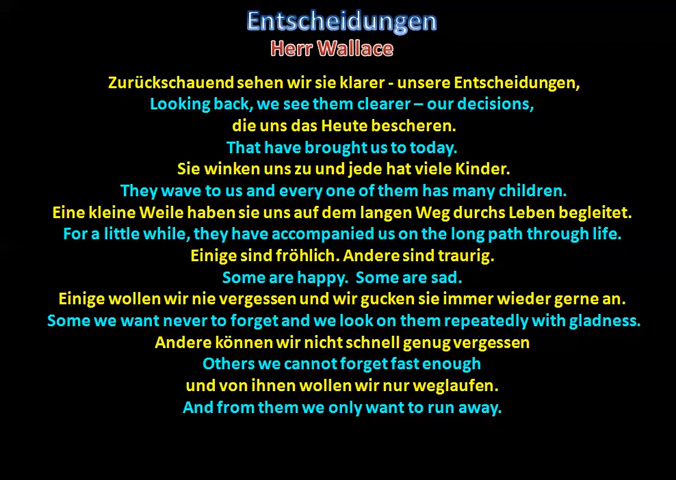 Entscheidungen
Herr Wallace
Zurückschauend sehen wir sie klarer - unsere Entscheidungen,
Looking back, we see them clearer – our decisions,
die uns das Heute bescheren.
That have brought us to today.
Sie winken uns zu und jede hat viele Kinder.
They wave to us and every one of them has many children.
Eine kleine Weile haben sie uns auf dem langen Weg durchs Leben begleitet.
For a little while, they have accompanied us on the long path through life.
Einige sind fröhlich. Andere sind traurig.
Some are happy.  Some are sad.
Einige wollen wir nie vergessen und wir gucken sie immer wieder gerne an.
Some we want never to forget and we look on them repeatedly with gladness.
Andere können wir nicht schnell genug vergessen
Others we cannot forget fast enough
und von ihnen wollen wir nur weglaufen.
And from them we only want to run away.